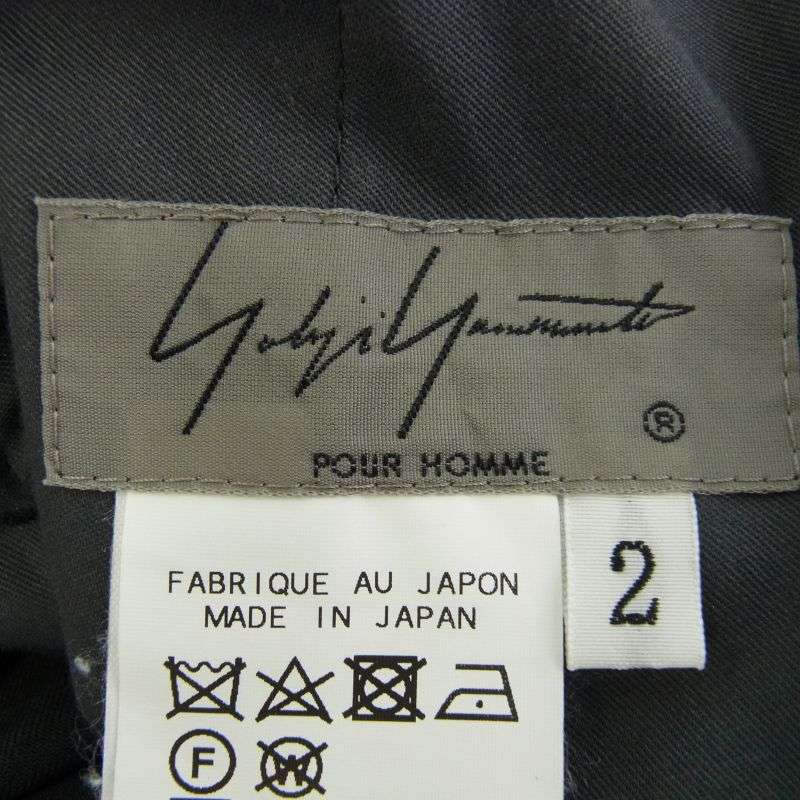 Yohji Yamamoto
®
POUR HOMME
2
FABRIQUE AU JAPON
MADE IN JAPAN
F
W